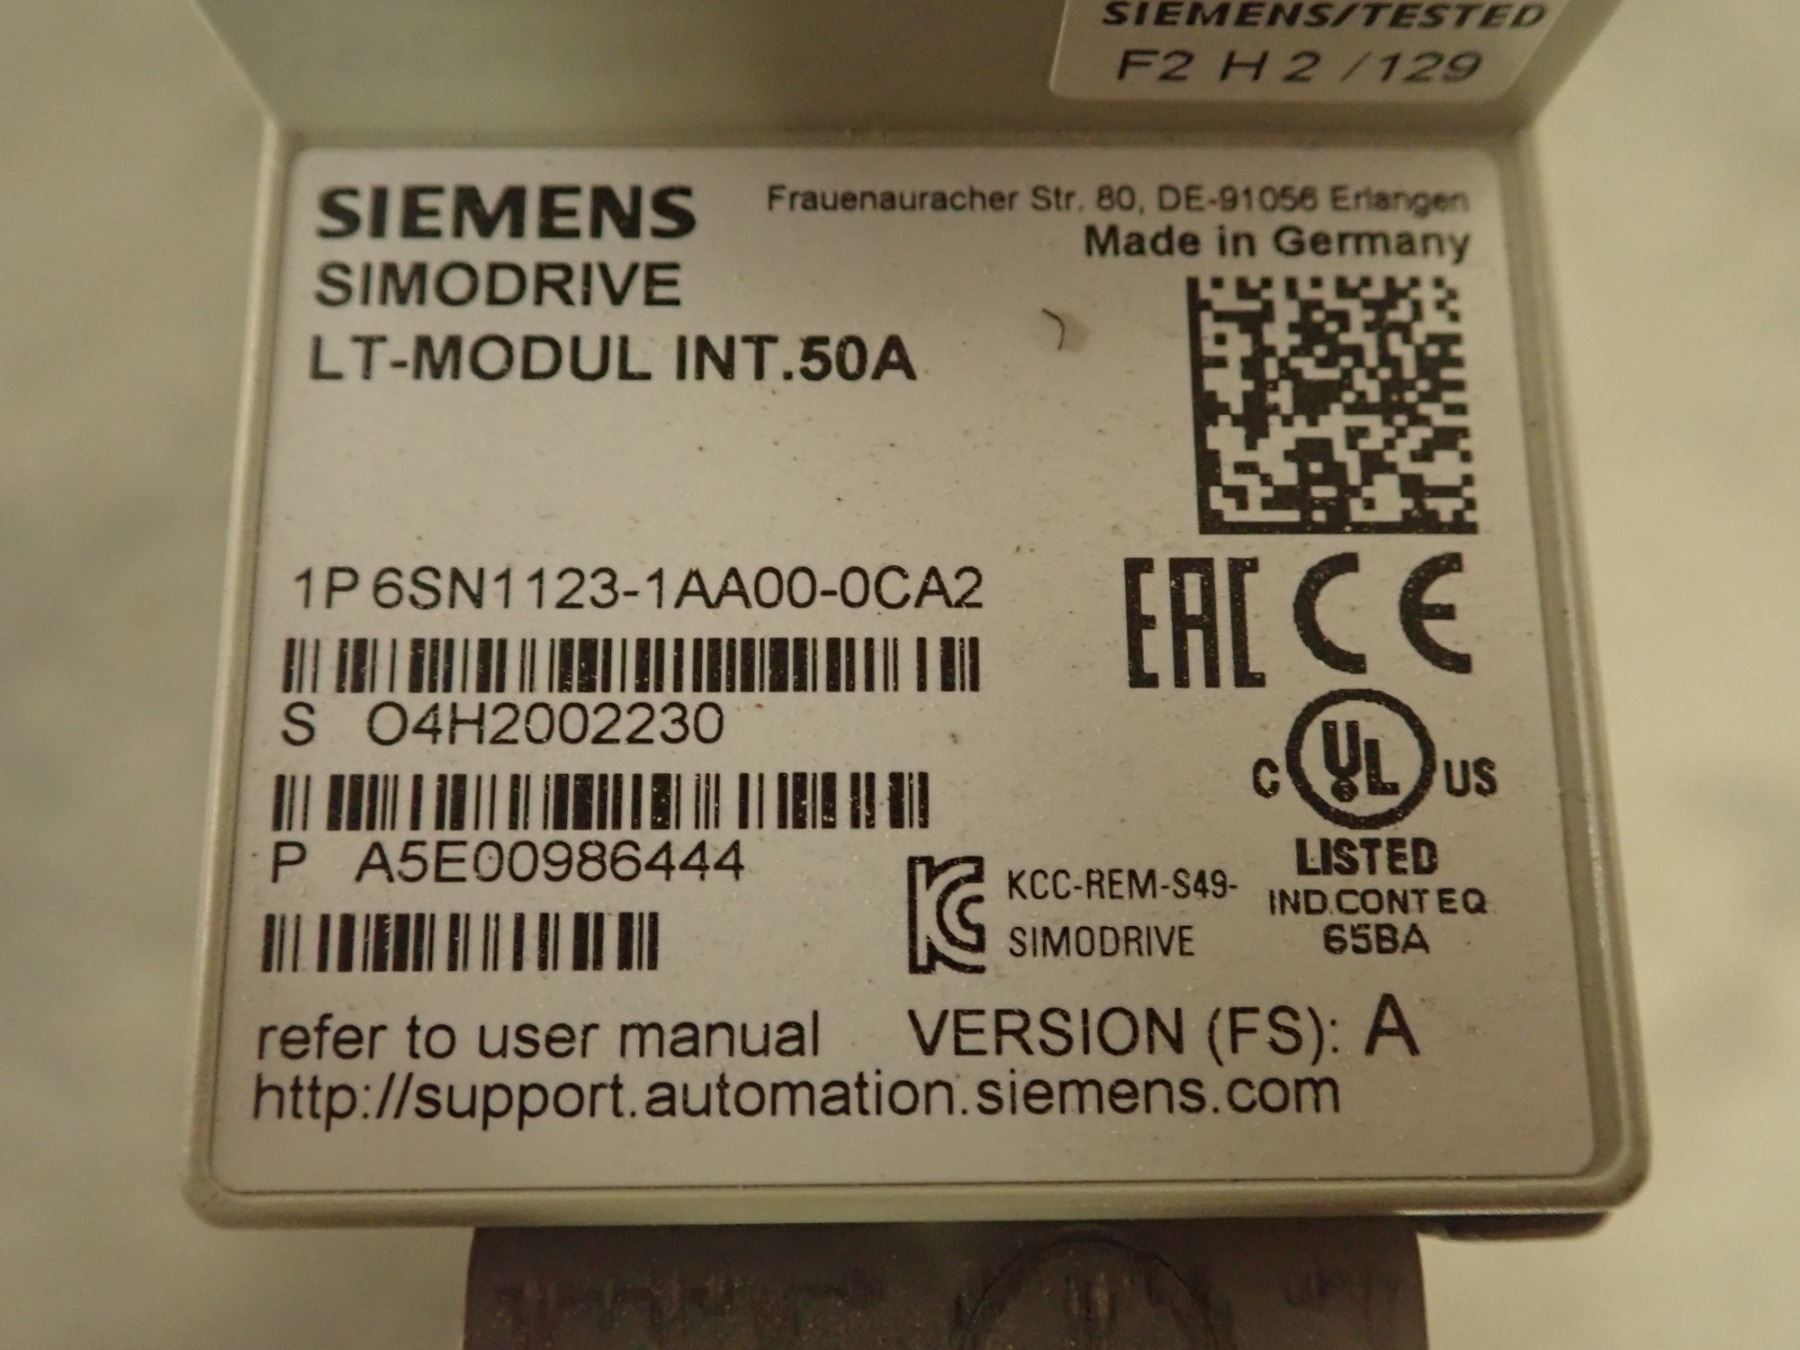 SIEMENS/TESTED
F2 H 2 /129
SIEMENS Frauenauracher Str. 80, DE-91056 Erlangen
Made in Germany
SIMODRIVE
LT-MODUL INT.50A
1P 6SN1123-1AA00-0CA2
EAC CE
S O4H2002230
C UL US
P A5E00986444
LISTED
KCC-REM-S49-
SIMODRIVE
IND.CONT EQ
65BA
refer to user manual VERSION (FS): A
http://support.automation.siemens.com